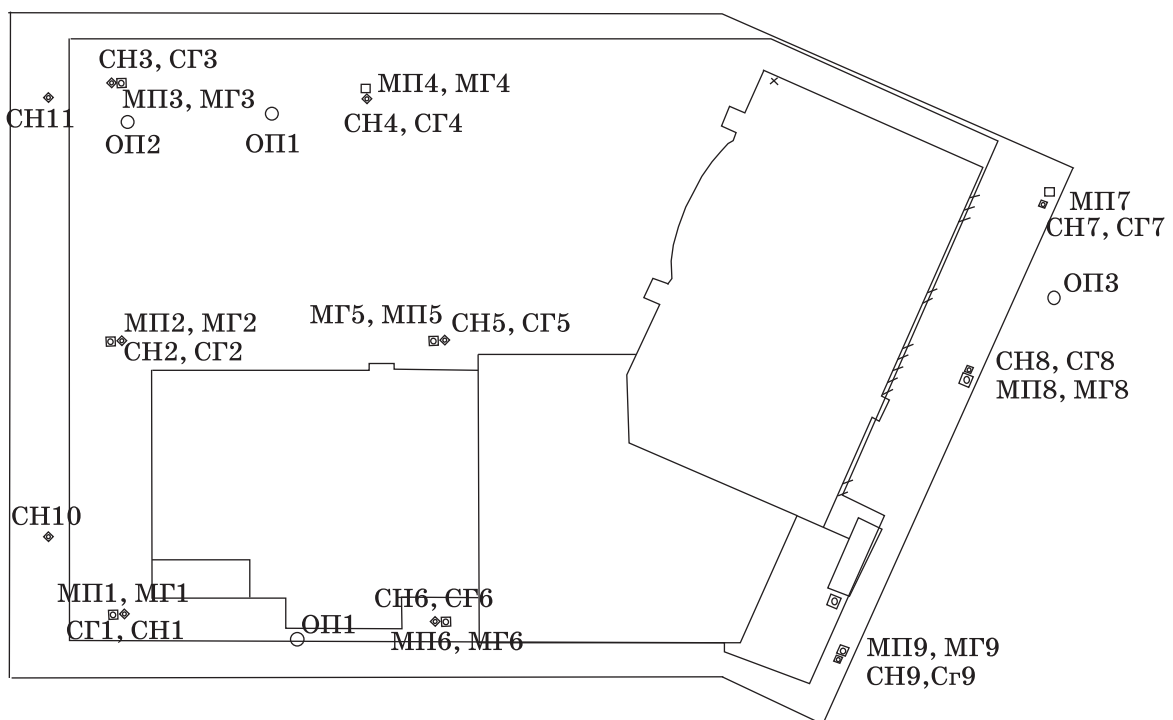 СН3, СГ3
МП3, МГ3
СН11
ОП2
ОП1
МП4, МГ4
СН4, СГ4
МП7
СН7, СГ7
ОП3
МП2, МГ2
СН2, СГ2
МГ5, МП5
СН5, СГ5
СН8, СГ8
МП8, МГ8
СН10
МП1, МГ1
СГ1, СН1
ОП1
СН6, СГ6
МП6, МГ6
МП9, МГ9
СН9,Сг9